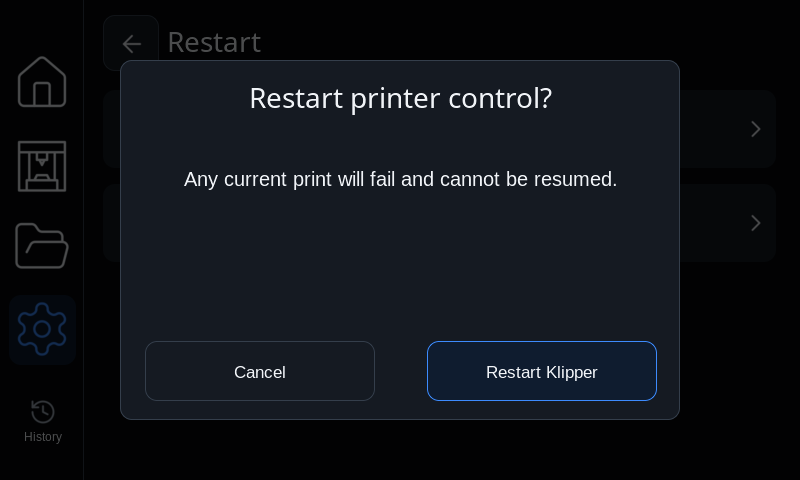 Restart
Restart printer control?
Any current print will fail and cannot be resumed.
Cancel
Restart Klipper
History